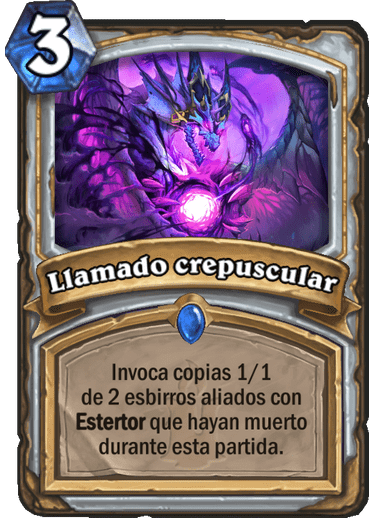 3
Llamado crepuscular
Invoca copias 1/1
de 2 esbirros aliados con
Estertor que hayan muerto
durante esta partida.